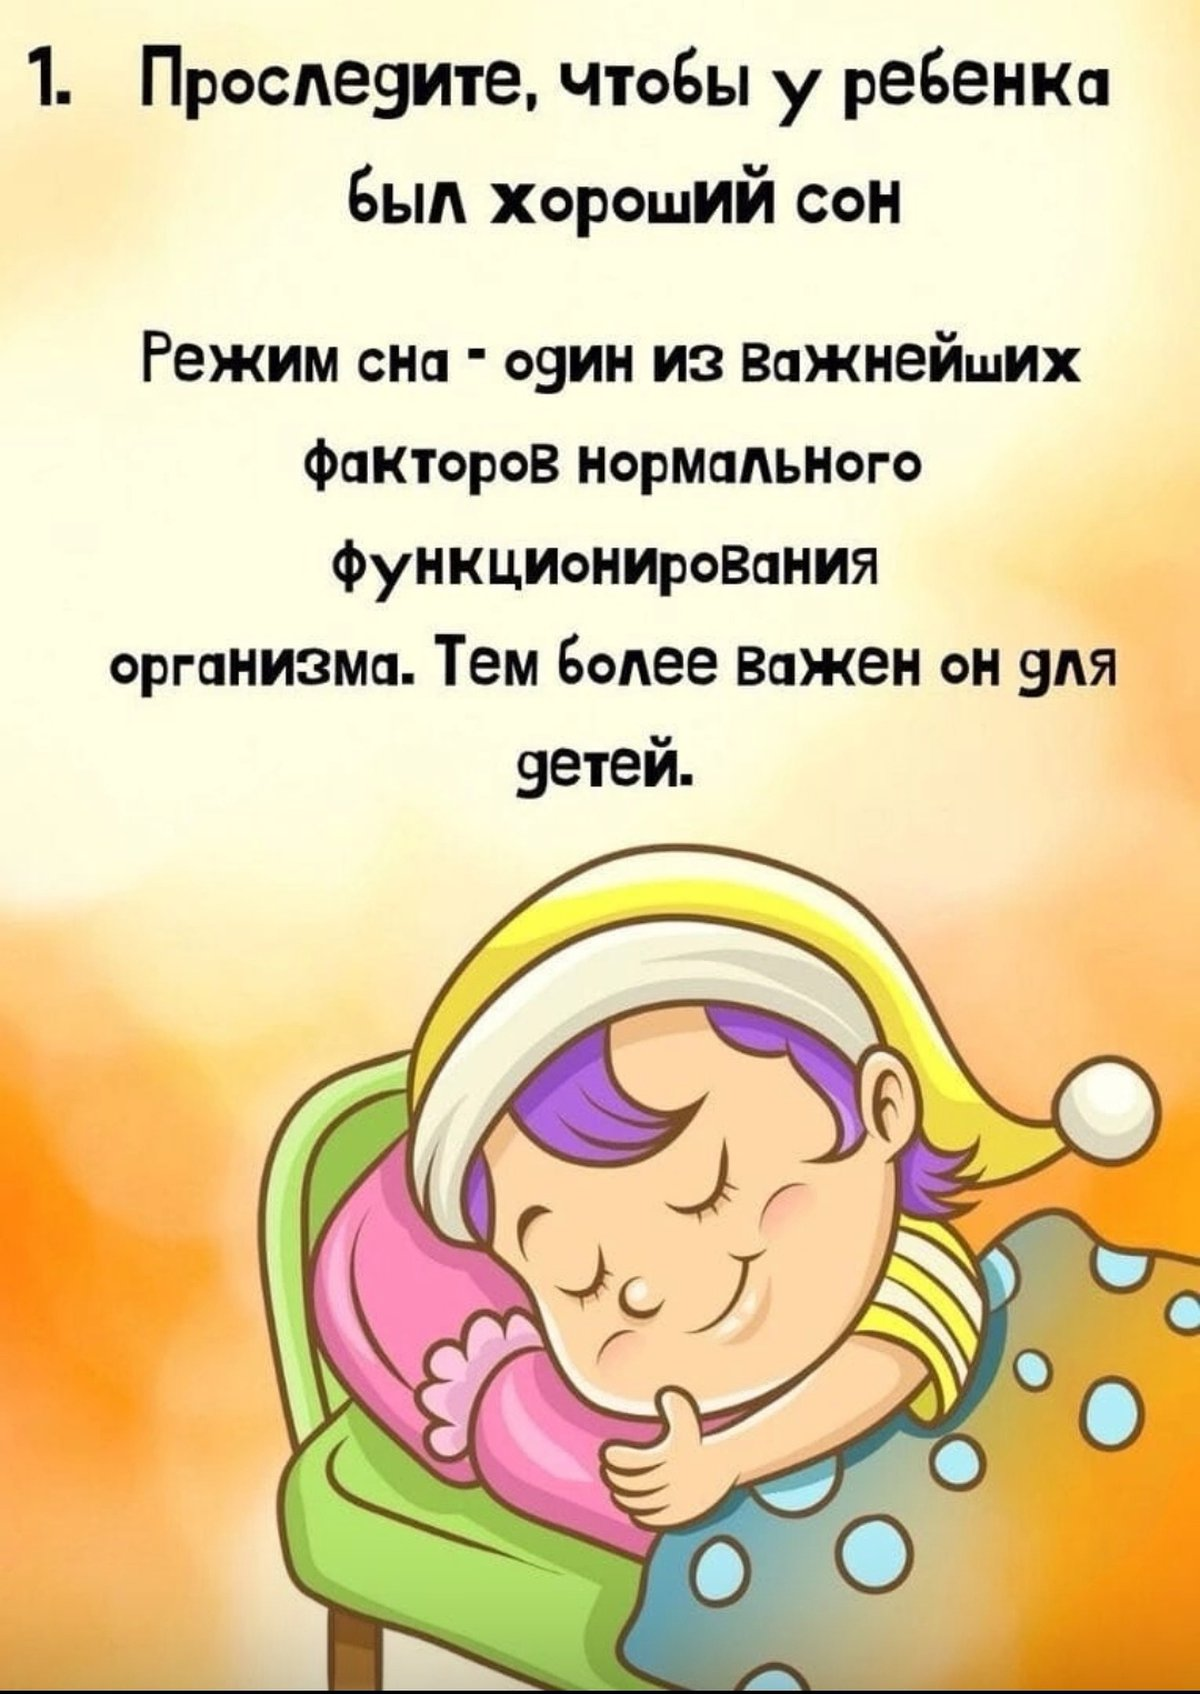 1. Проследите, чтобы у ребенка
был хороший сон
Режим сна - один из важнейших
факторов нормального
функционирования
организма. Тем более важен он для
детей.